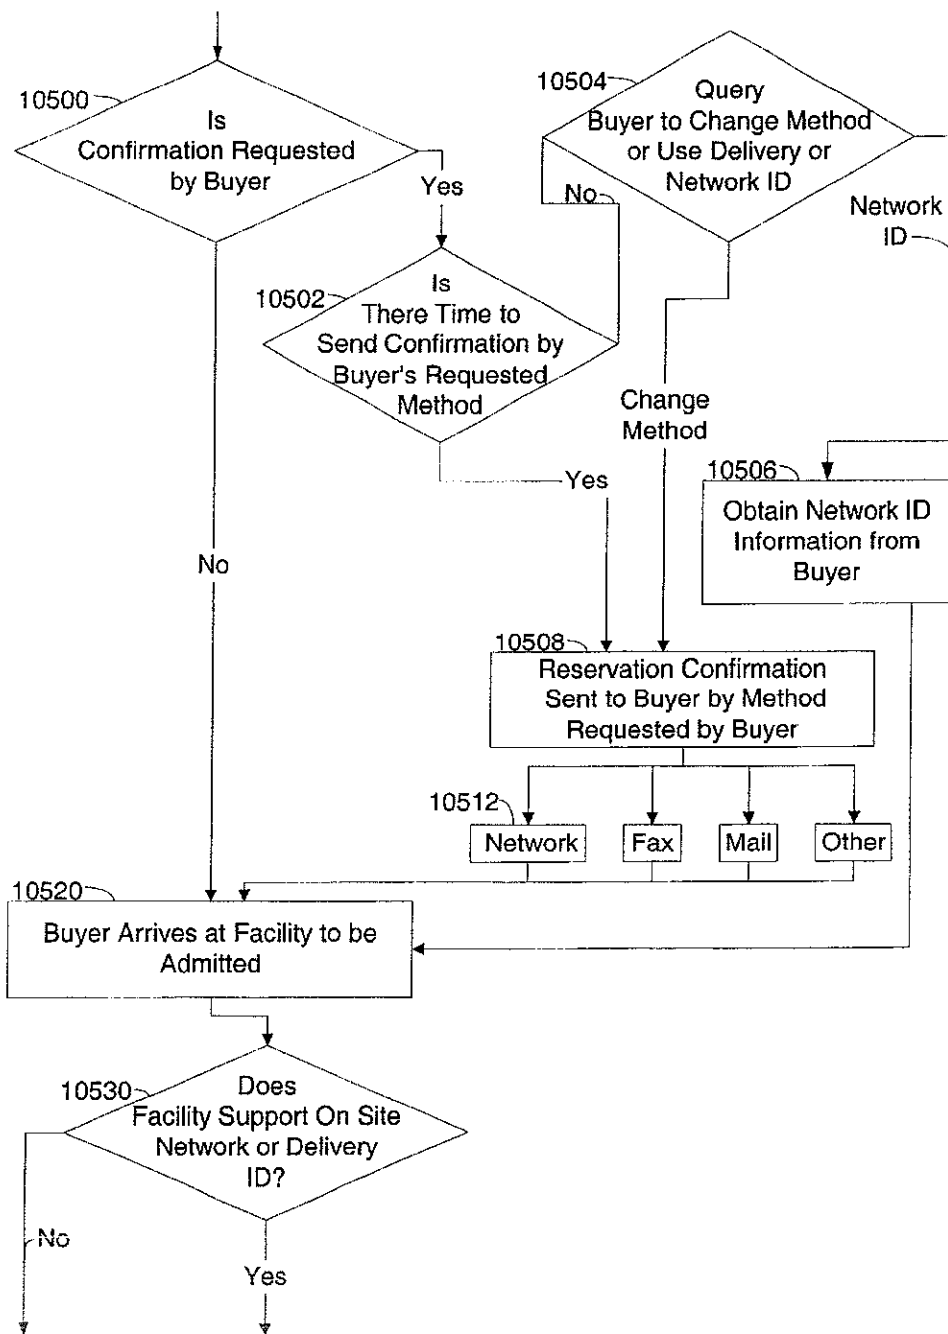 10500
Is
Confirmation Requested
by Buyer
Yes
10504
Query
Buyer to Change Method
or Use Delivery or
Network ID
No
Network
ID
10502
Is
There Time to
Send Confirmation by
Buyer's Requested
Method
Change
Method
Yes
10506
Obtain Network ID
Information from
Buyer
No
10508
Reservation Confirmation
Sent to Buyer by Method
Requested by Buyer
10512
Network
Fax
Mail
Other
10520
Buyer Arrives at Facility to be
Admitted
10530
Does
Facility Support On Site
Network or Delivery
ID?
No
Yes